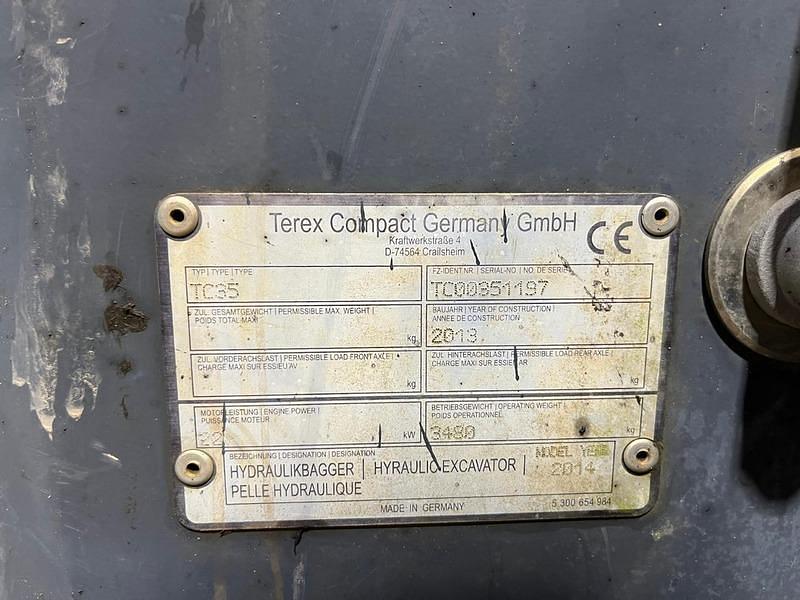 Terex Compact Germany GmbH
Kraftwerkstraße 4
D-74564 Crailsheim
CE
TYP | TYPE | TYPE
TC35
FZ-IDENT.NR. | SERIAL-NO. | NO. DE SERIE
TC00351197
ZUL. GESAMTGEWICHT | PERMISSIBLE MAX. WEIGHT |
POIDS TOTAL MAXI
kg
BAUJAHR | YEAR OF CONSTRUCTION |
ANNÉE DE CONSTRUCTION
2013
ZUL. VORDERACHSLAST | PERMISSIBLE LOAD FRONT AXLE |
CHARGE MAXI SUR ESSIEU AV
kg
ZUL. HINTERACHSLAST | PERMISSIBLE LOAD REAR AXLE |
CHARGE MAXI SUR ESSIEU AR
kg
MOTORLEISTUNG | ENGINE POWER |
PUISSANCE MOTEUR
22
kW
BETRIEBSGEWICHT | OPERATING WEIGHT |
POIDS OPERATIONNEL
3480
kg
BEZEICHNUNG | DESIGNATION | DESIGNATION
HYDRAULIKBAGGER | HYRAULIC EXCAVATOR |
PELLE HYDRAULIQUE
MODEL YEAR
2014
MADE IN GERMANY
5 300 654 984